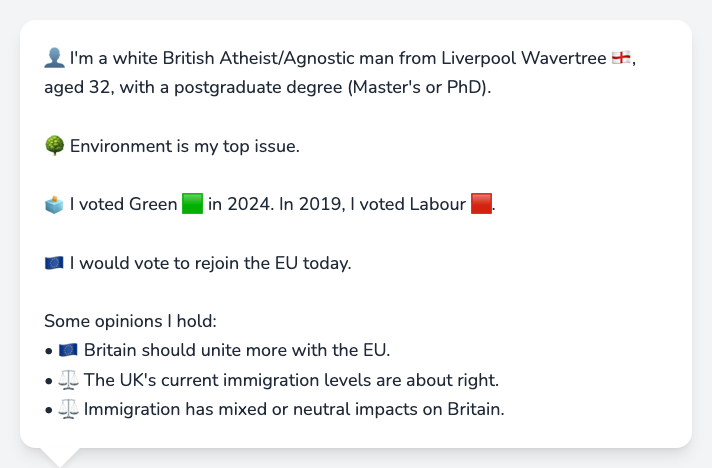 👤 I'm a white British Atheist/Agnostic man from Liverpool Wavertree 🏴󠁧󠁢󠁥󠁮󠁧󠁿,
aged 32, with a postgraduate degree (Master's or PhD).
🌳 Environment is my top issue.
🗳️ I voted Green 🟩 in 2024. In 2019, I voted Labour 🟥.
🇪🇺 I would vote to rejoin the EU today.
Some opinions I hold:
• 🇪🇺 Britain should unite more with the EU.
• ⚖️ The UK's current immigration levels are about right.
• ⚖️ Immigration has mixed or neutral impacts on Britain.